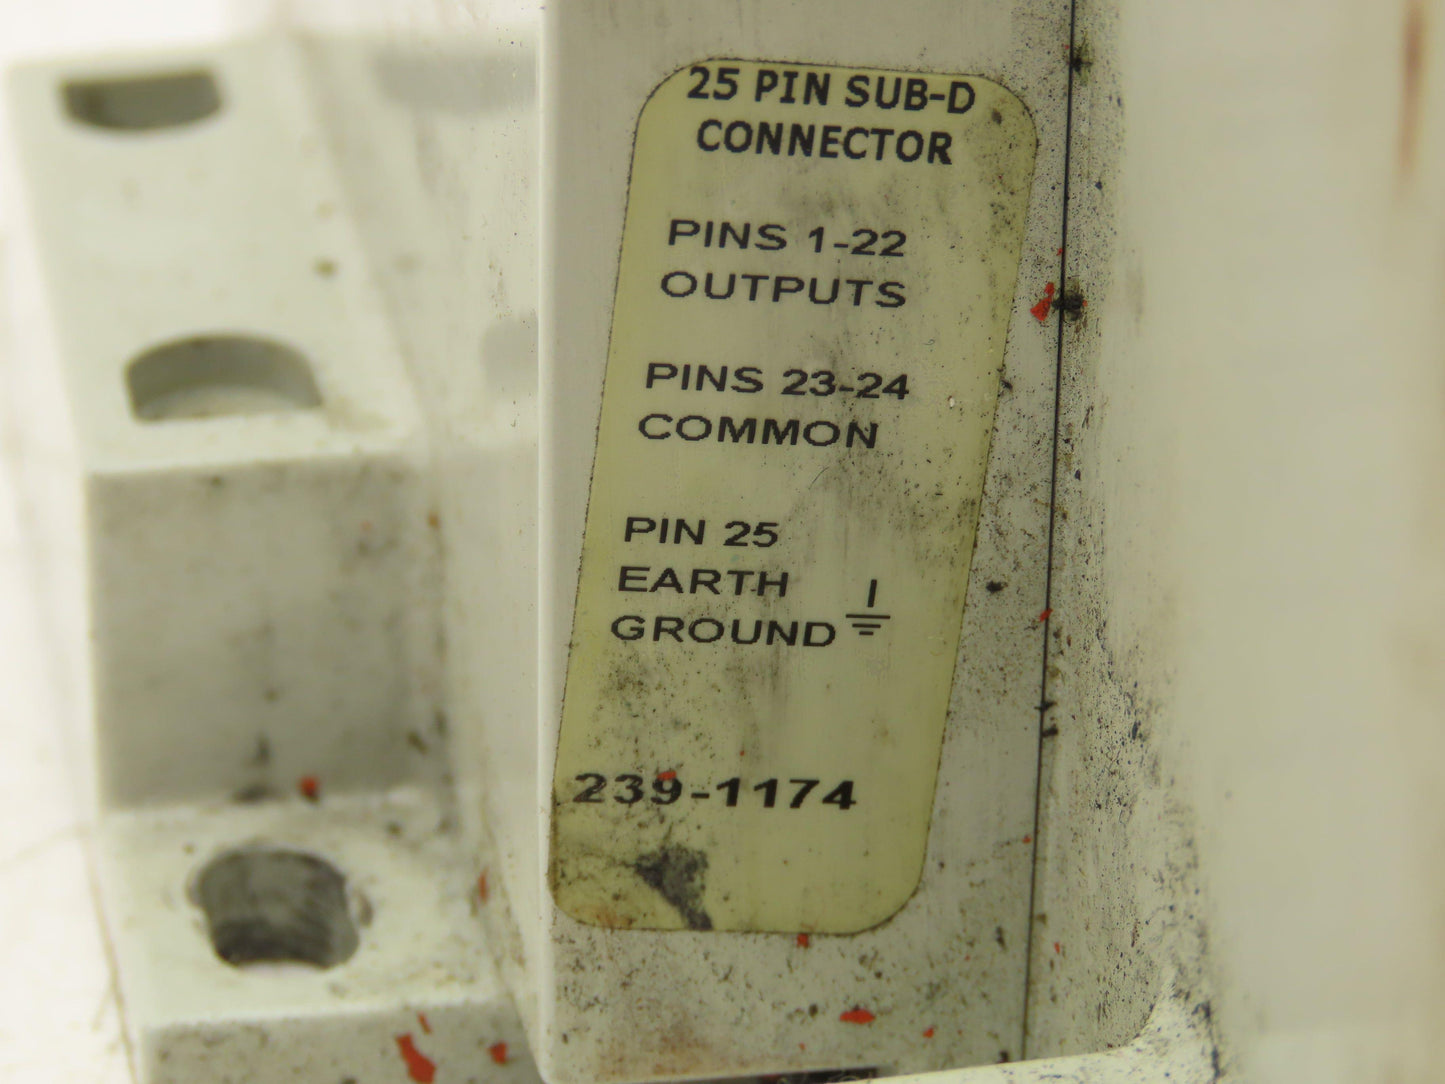 25 PIN SUB-D
CONNECTOR
PINS 1-22
OUTPUTS
PINS 23-24
COMMON
PIN 25
EARTH
GROUND
239-1174